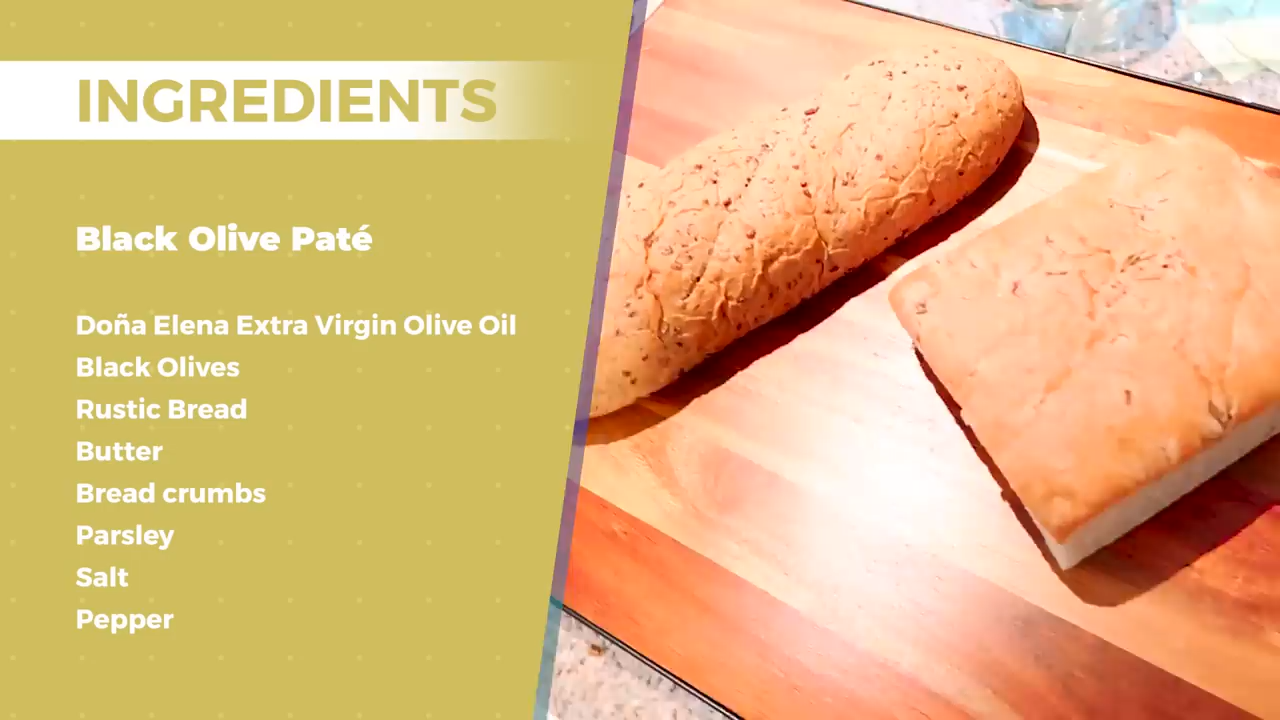 INGREDIENTS
Black Olive Paté
Doña Elena Extra Virgin Olive Oil
Black Olives
Rustic Bread
Butter
Bread crumbs
Parsley
Salt
Pepper